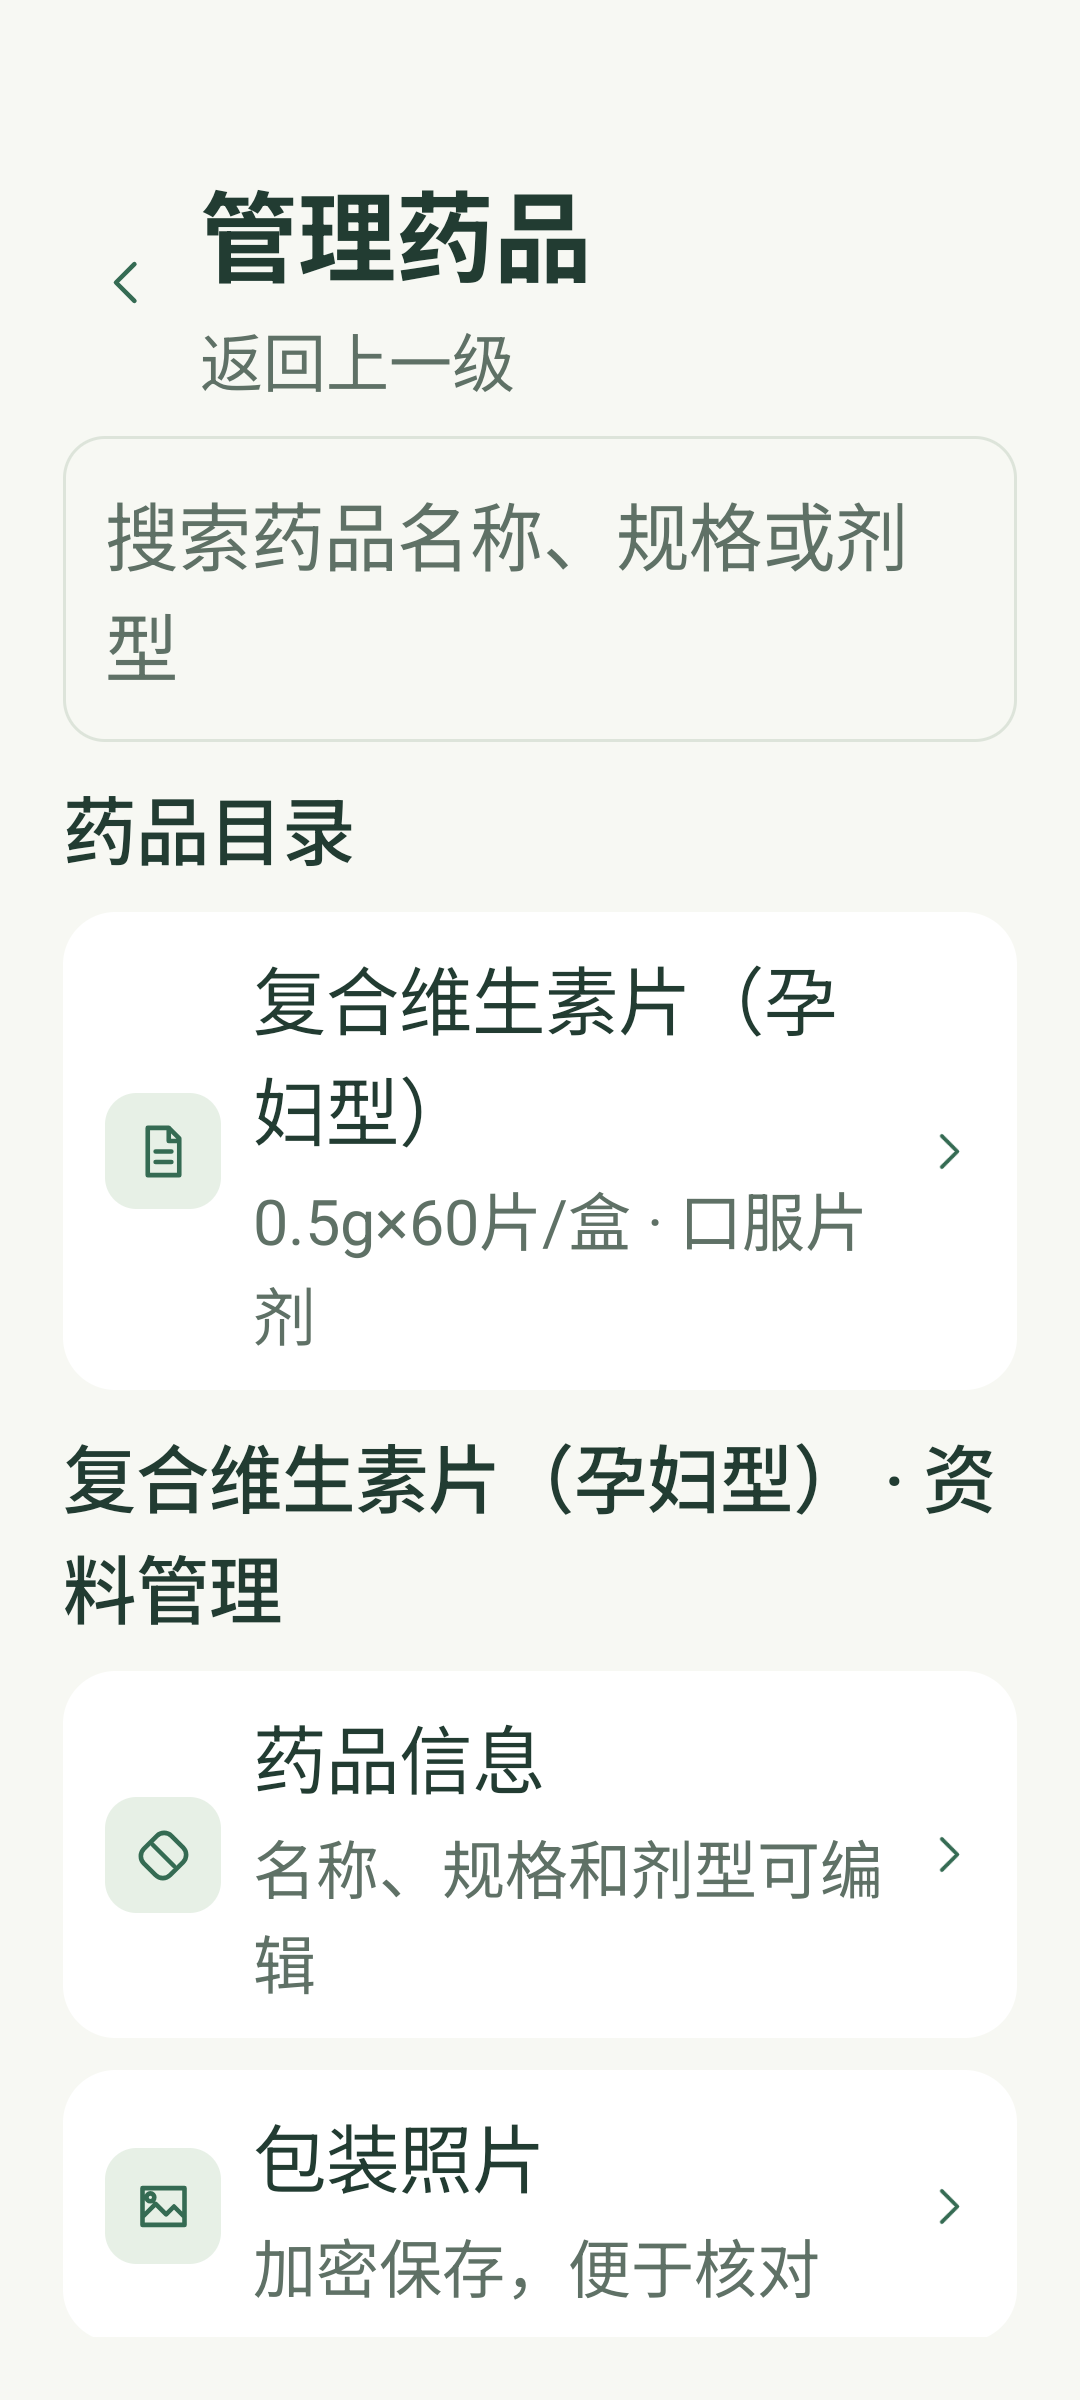 管理药品
返回上一级
搜索药品名称、规格或剂
型
药品目录
复合维生素片（孕
妇型）
0.5g×60片/盒 · 口服片
剂
复合维生素片（孕妇型） · 资
料管理
药品信息
名称、规格和剂型可编
辑
包装照片
加密保存，便于核对